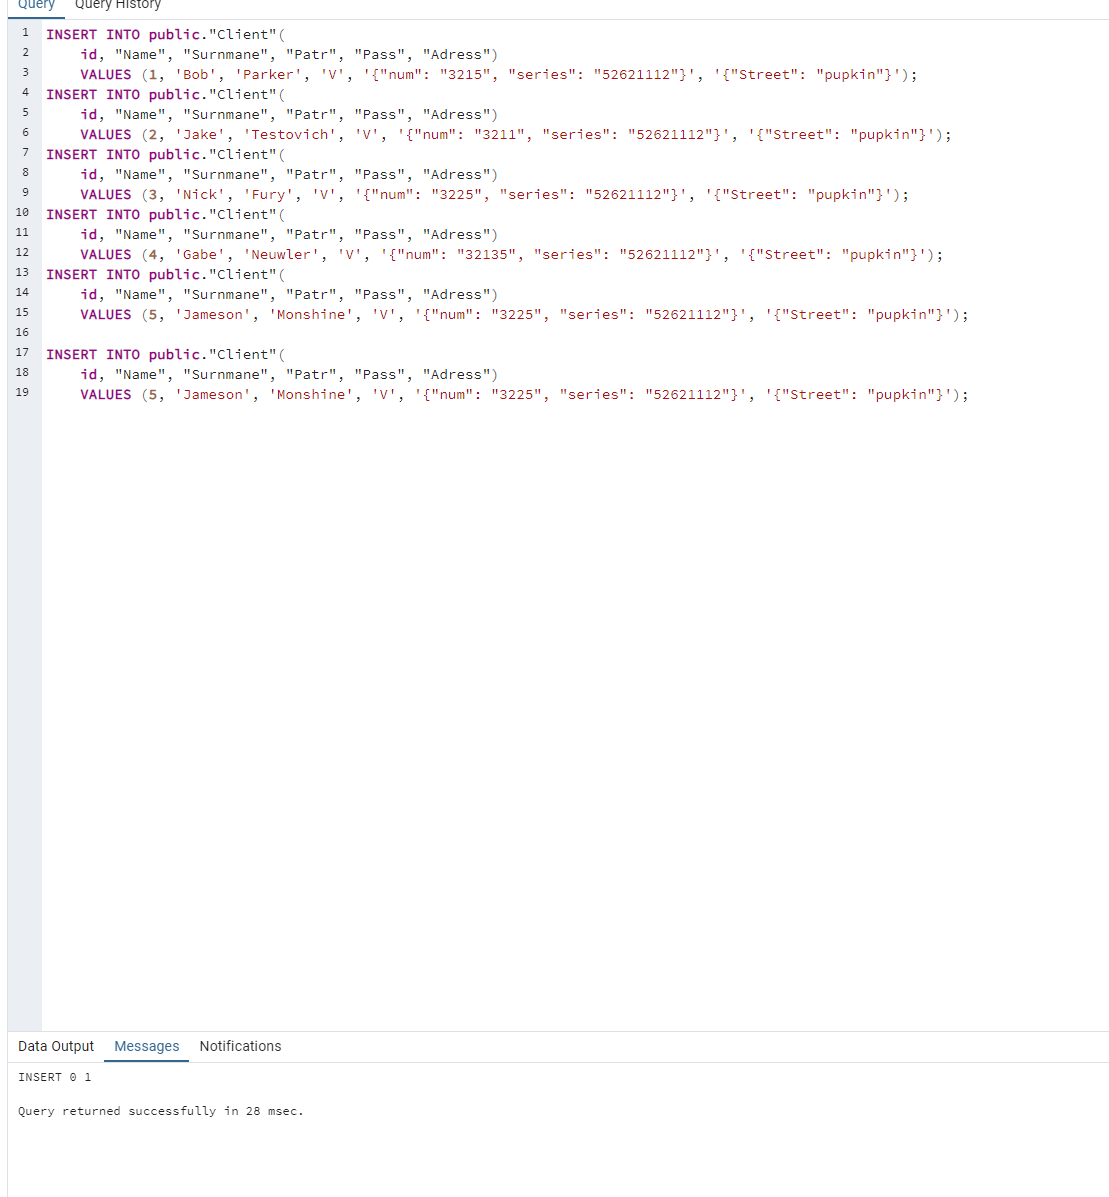 Query Query History
1 INSERT INTO public."Client"(
2 id, "Name", "Surnmane", "Patr", "Pass", "Adress")
3 VALUES (1, 'Bob', 'Parker', 'V', '{"num": "3215", "series": "52621112"}', '{"Street": "pupkin"}');
4 INSERT INTO public."Client"(
5 id, "Name", "Surnmane", "Patr", "Pass", "Adress")
6 VALUES (2, 'Jake', 'Testovich', 'V', '{"num": "3211", "series": "52621112"}', '{"Street": "pupkin"}');
7 INSERT INTO public."Client"(
8 id, "Name", "Surnmane", "Patr", "Pass", "Adress")
9 VALUES (3, 'Nick', 'Fury', 'V', '{"num": "3225", "series": "52621112"}', '{"Street": "pupkin"}');
10 INSERT INTO public."Client"(
11 id, "Name", "Surnmane", "Patr", "Pass", "Adress")
12 VALUES (4, 'Gabe', 'Neuwler', 'V', '{"num": "32135", "series": "52621112"}', '{"Street": "pupkin"}');
13 INSERT INTO public."Client"(
14 id, "Name", "Surnmane", "Patr", "Pass", "Adress")
15 VALUES (5, 'Jameson', 'Monshine', 'V', '{"num": "3225", "series": "52621112"}', '{"Street": "pupkin"}');
16
17 INSERT INTO public."Client"(
18 id, "Name", "Surnmane", "Patr", "Pass", "Adress")
19 VALUES (5, 'Jameson', 'Monshine', 'V', '{"num": "3225", "series": "52621112"}', '{"Street": "pupkin"}');
Data Output Messages Notifications
INSERT 0 1
Query returned successfully in 28 msec.